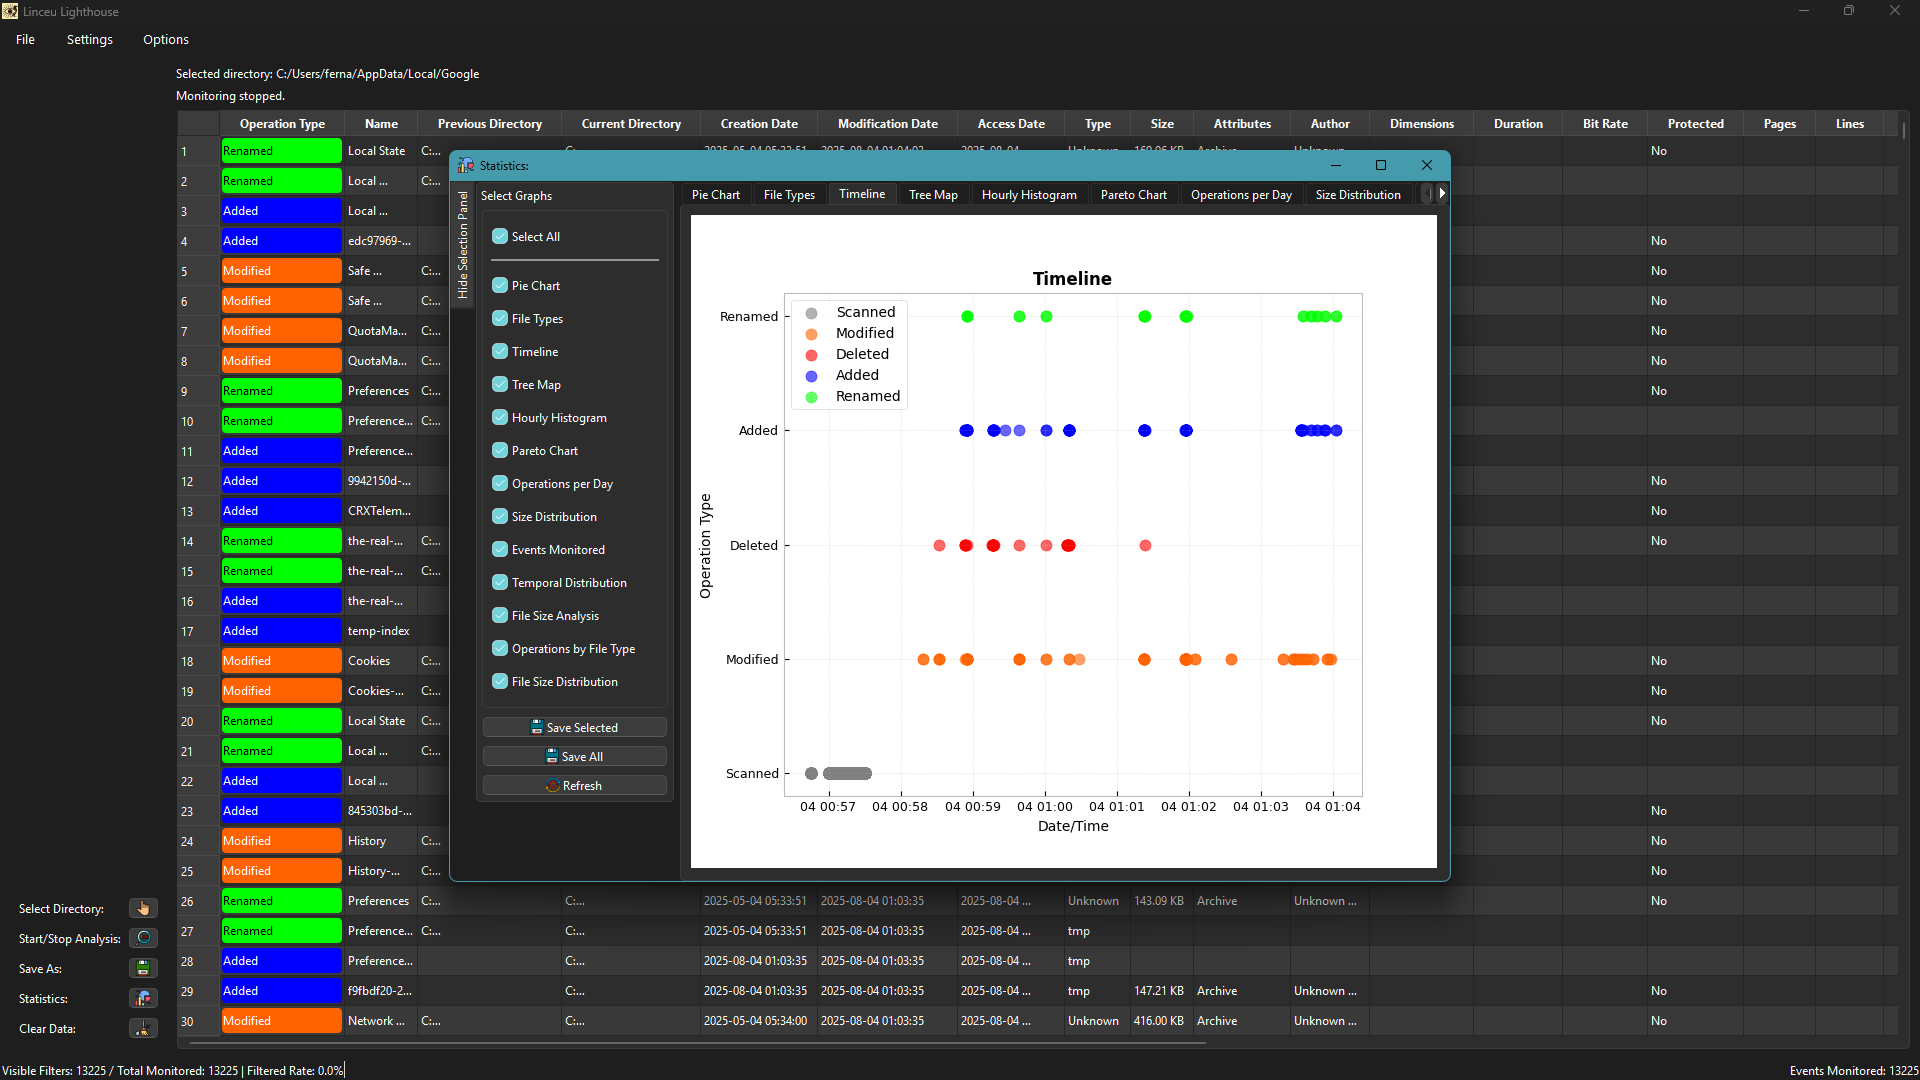 Linceu Lighthouse
File Settings Options
Selected directory: C:/Users/ferna/AppData/Local/Google
Monitoring stopped.
Operation Type Name Previous Directory Current Directory Creation Date Modification Date Access Date Type Size Attributes Author Dimensions Duration Bit Rate Protected Pages Lines
1 Renamed Local State C:... No
2 Renamed Local ... C:...
3 Added Local ...
4 Added edc97969-... No
5 Modified Safe ... C:... No
6 Modified Safe ... C:... No
7 Modified QuotaMa... C:... No
8 Modified QuotaMa... C:... No
9 Renamed Preferences C:... No
10 Renamed Preference... C:...
11 Added Preference...
12 Added 9942150d-... No
13 Added CRXTelem... No
14 Renamed the-real-... C:... No
15 Renamed the-real-... C:...
16 Added the-real-...
17 Added temp-index
18 Modified Cookies C:... No
19 Modified Cookies-... C:... No
20 Renamed Local State C:... No
21 Renamed Local ... C:...
22 Added Local ...
23 Added 845303bd-... No
24 Modified History C:... No
25 Modified History-... C:... No
26 Renamed Preferences C:... C:... 2025-05-04 05:33:51 2025-08-04 01:03:35 2025-08-04 ... Unknown 143.09 KB Archive Unknown ... No
27 Renamed Preference... C:... C:... 2025-05-04 05:33:51 2025-08-04 01:03:35 2025-08-04 ... tmp
28 Added Preference... C:... 2025-08-04 01:03:35 2025-08-04 01:03:35 2025-08-04 ... tmp
29 Added f9fbdf20-2... C:... 2025-08-04 01:03:35 2025-08-04 01:03:35 2025-08-04 ... tmp 147.21 KB Archive Unknown ... No
30 Modified Network ... C:... C:... 2025-05-04 05:34:00 2025-08-04 01:03:35 2025-08-04 ... Unknown 416.00 KB Archive Unknown ... No
Statistics:
Hide Selection Panel
Select Graphs
Select All
Pie Chart
File Types
Timeline
Tree Map
Hourly Histogram
Pareto Chart
Operations per Day
Size Distribution
Events Monitored
Temporal Distribution
File Size Analysis
Operations by File Type
File Size Distribution
Save Selected
Save All
Refresh
Pie Chart File Types Timeline Tree Map Hourly Histogram Pareto Chart Operations per Day Size Distribution
Timeline
Scanned
Modified
Deleted
Added
Renamed
Operation Type
Renamed
Added
Deleted
Modified
Scanned
04 00:57 04 00:58 04 00:59 04 01:00 04 01:01 04 01:02 04 01:03 04 01:04
Date/Time
Select Directory:
Start/Stop Analysis:
Save As:
Statistics:
Clear Data:
Visible Filters: 13225 / Total Monitored: 13225 | Filtered Rate: 0.0%
Events Monitored: 13225